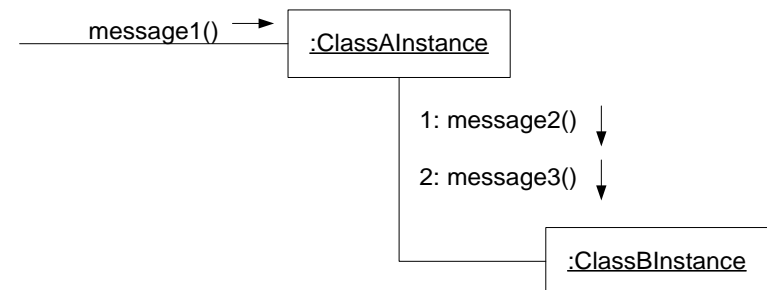 message1()
:ClassAInstance
1: message2()
2: message3()
:ClassBInstance